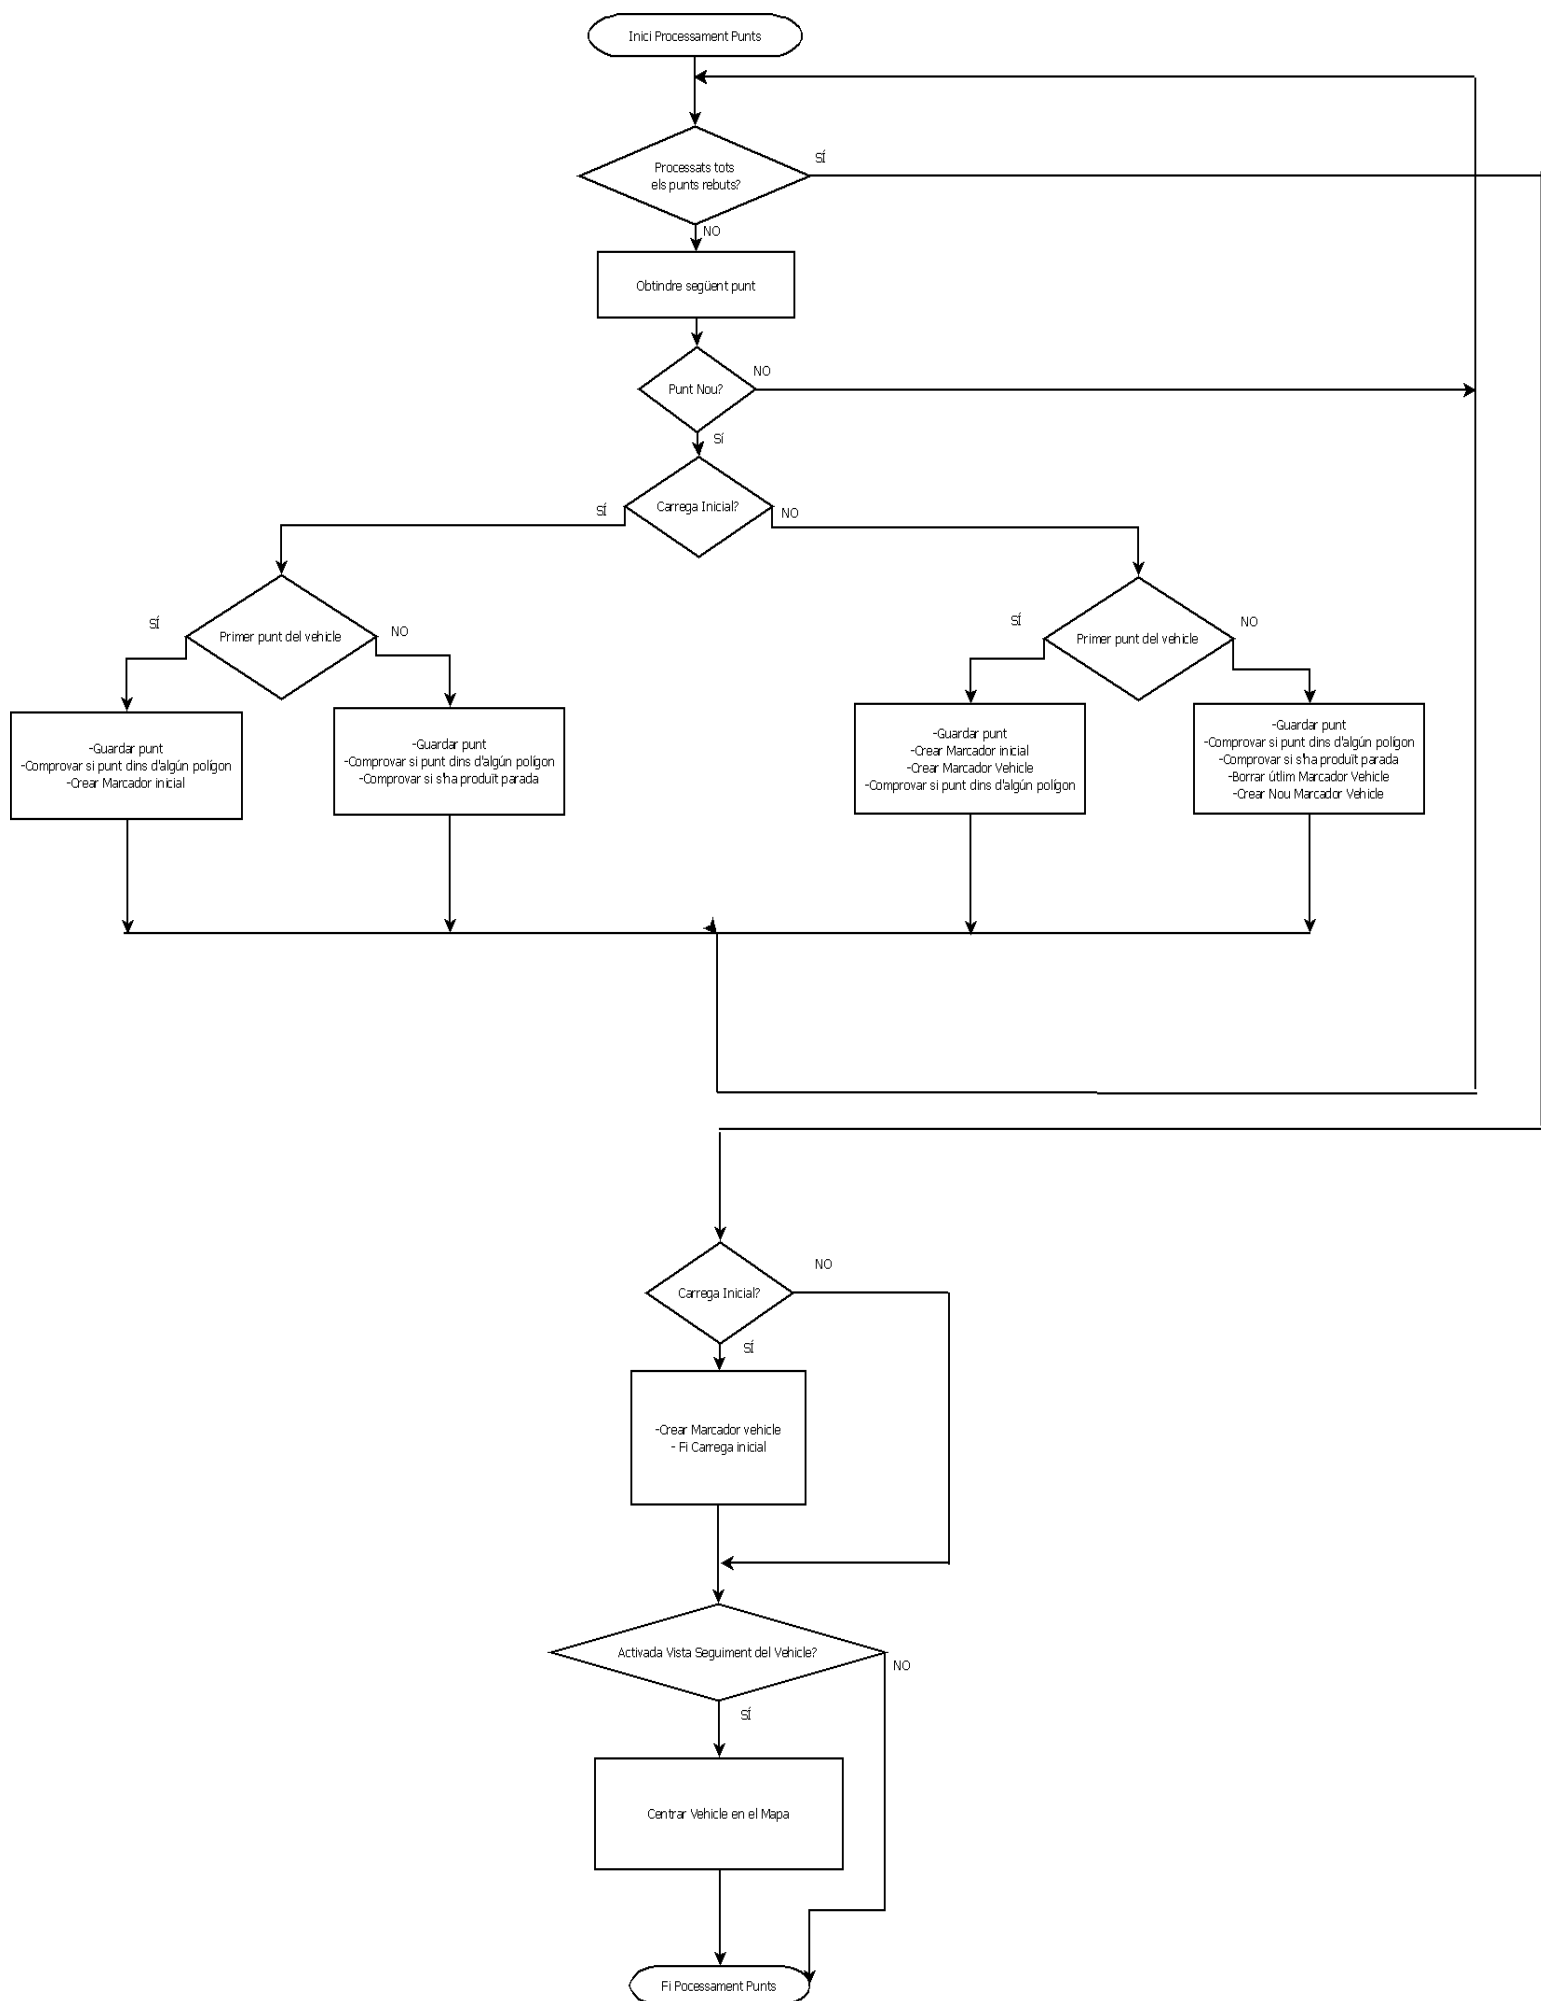 Inici Processament Punts
Processats tots
els punts rebuts?
SÍ
NO
Obtindre següent punt
Punt Nou?
NO
SÍ
Carrega Inicial?
SÍ
NO
Primer punt del vehicle
SÍ
NO
Primer punt del vehicle
SÍ
NO
-Guardar punt
-Comprovar si punt dins d'algún polígon
-Crear Marcador inicial
-Guardar punt
-Comprovar si punt dins d'algún polígon
-Comprovar si s'ha produït parada
-Guardar punt
-Crear Marcador inicial
-Crear Marcador Vehicle
-Comprovar si punt dins d'algún polígon
-Guardar punt
-Comprovar si punt dins d'algún polígon
-Comprovar si s'ha produït parada
-Borrar útlim Marcador Vehicle
-Crear Nou Marcador Vehicle
Carrega Inicial?
NO
SÍ
-Crear Marcador vehicle
- Fi Carrega inicial
Activada Vista Seguiment del Vehicle?
NO
SÍ
Centrar Vehicle en el Mapa
Fi Pocessament Punts